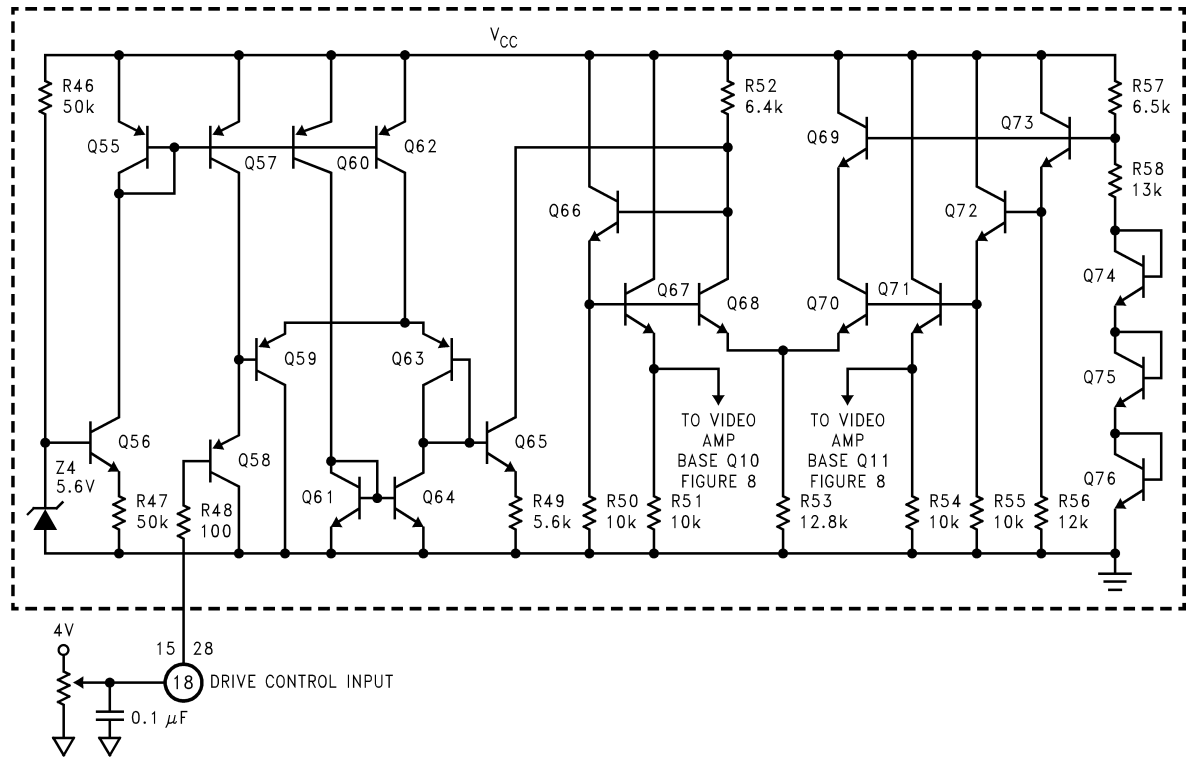 VCC
R46
50k
Q55
Q57
Q60
Q62
R52
6.4k
Q69
Q73
R57
6.5k
R58
13k
Q66
Q72
Q67
Q68
Q70
Q71
Q74
Q59
Q63
Q75
Q56
Q58
Q65
TO VIDEO
AMP
BASE Q10
FIGURE 8
TO VIDEO
AMP
BASE Q11
FIGURE 8
Z4
5.6V
R47
50k
R48
100
Q61
Q64
R49
5.6k
R50
10k
R51
10k
R53
12.8k
R54
10k
R55
10k
R56
12k
Q76
4V
15
28
18
DRIVE CONTROL INPUT
0.1 μF